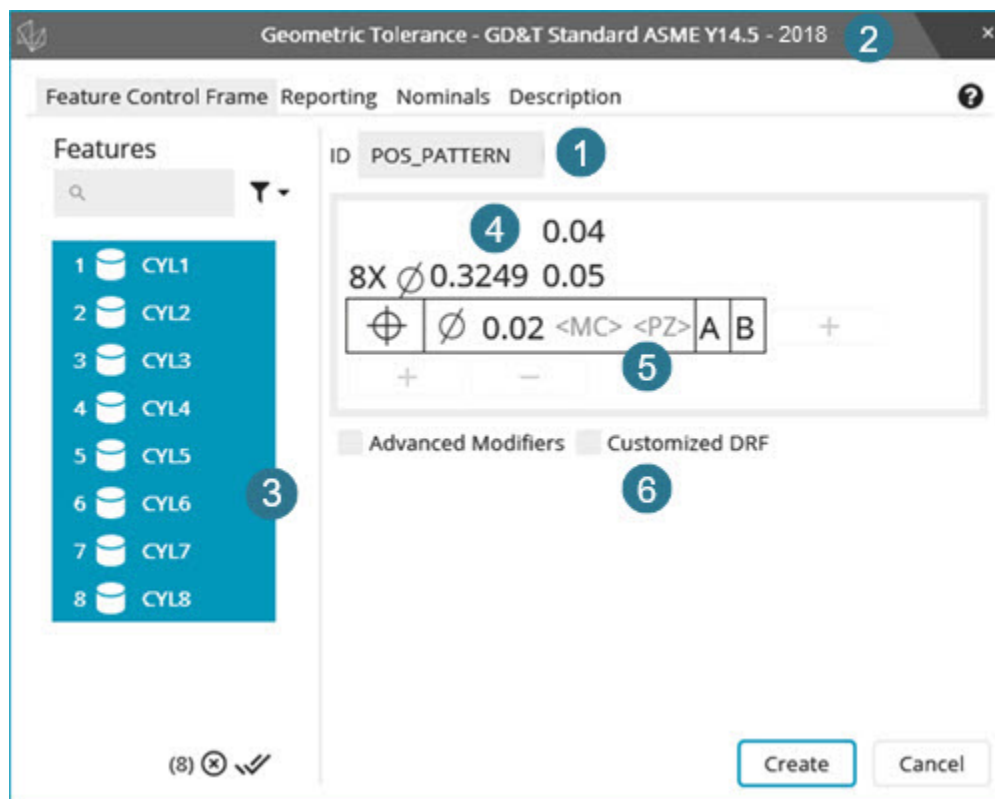 Geometric Tolerance - GD&T Standard ASME Y14.5 - 2018 2 ×
Feature Control Frame Reporting Nominals Description ?
Features
ID POS_PATTERN 1
4 0.04
8X ⌀ 0.3249 0.05
⌖ ⌀ 0.02 <MC> <PZ> A B +
5
+ −
Advanced Modifiers Customized DRF
6
1 CYL1
2 CYL2
3 CYL3
4 CYL4
5 CYL5
6 CYL6
3
7 CYL7
8 CYL8
(8)
Create Cancel